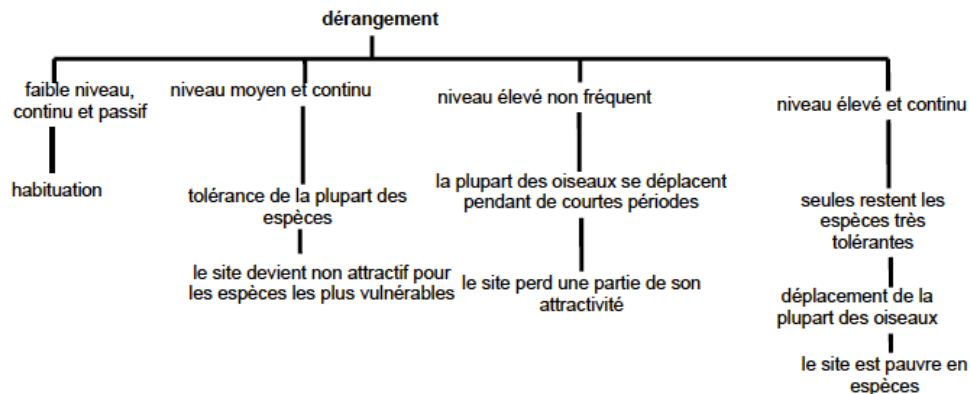 dérangement
faible niveau,
continu et passif
habituation
niveau moyen et continu
tolérance de la plupart des
espèces
le site devient non attractif pour
les espèces les plus vulnérables
niveau élevé non fréquent
la plupart des oiseaux se déplacent
pendant de courtes périodes
le site perd une partie de son
attractivité
niveau élevé et continu
seules restent les
espèces très
tolérantes
déplacement de la
plupart des oiseaux
le site est pauvre en
espèces